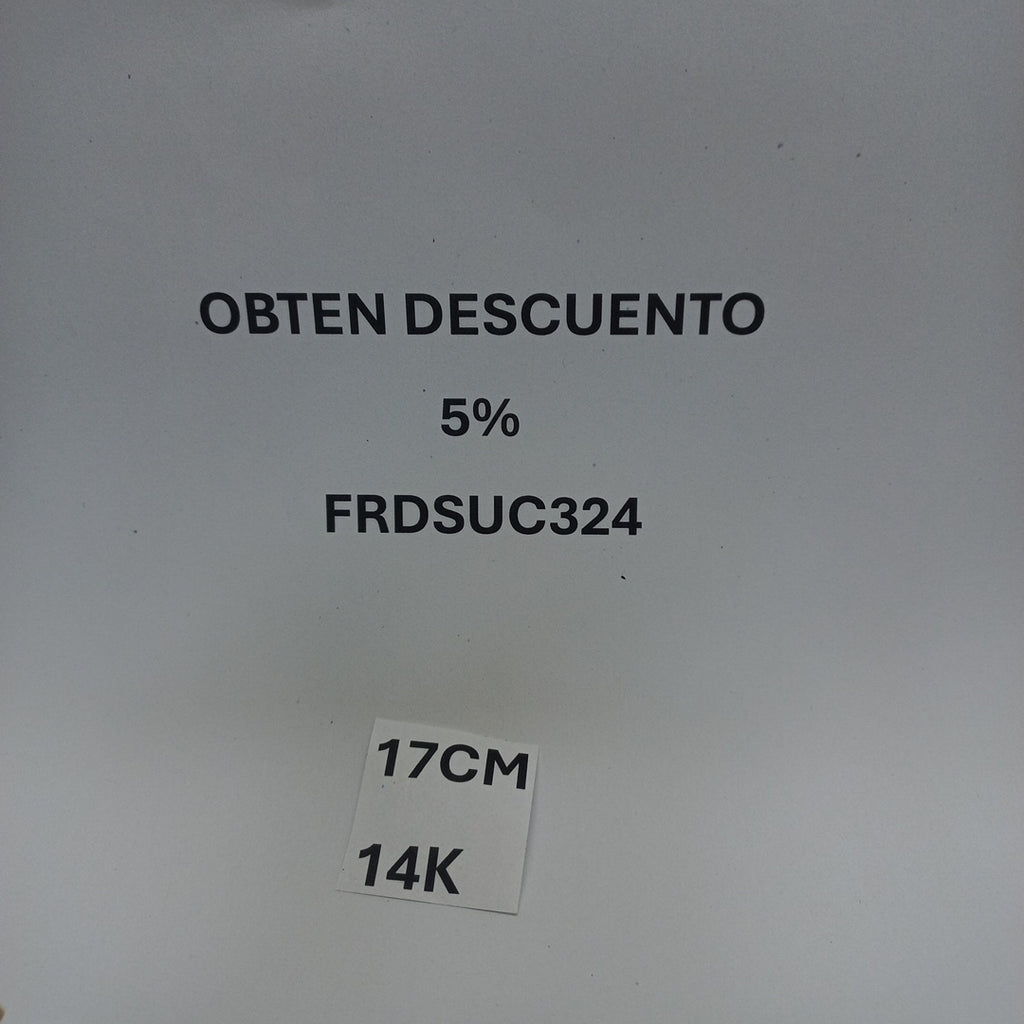 OBTEN DESCUENTO
5%
FRDSUC324
17CM
14K